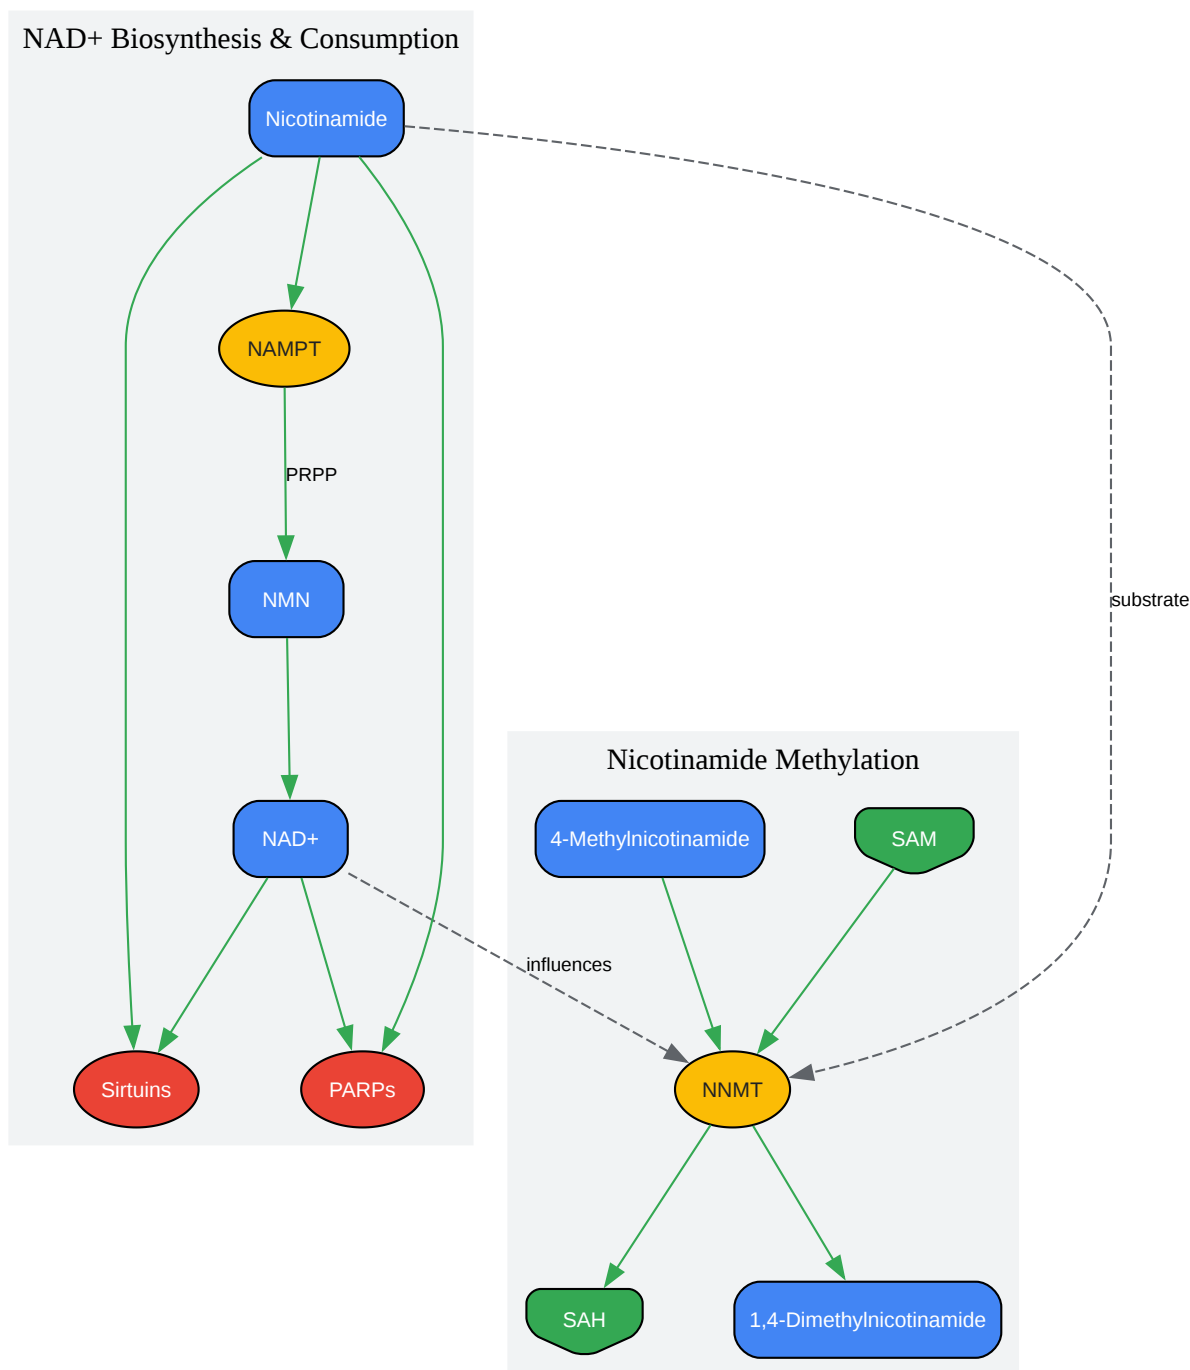 NAD+ Biosynthesis & Consumption
Nicotinamide
NAMPT
PRPP
NMN
substrate
Nicotinamide Methylation
NAD+
4-Methylnicotinamide
SAM
influences
Sirtuins
PARPs
NNMT
SAH
1,4-Dimethylnicotinamide